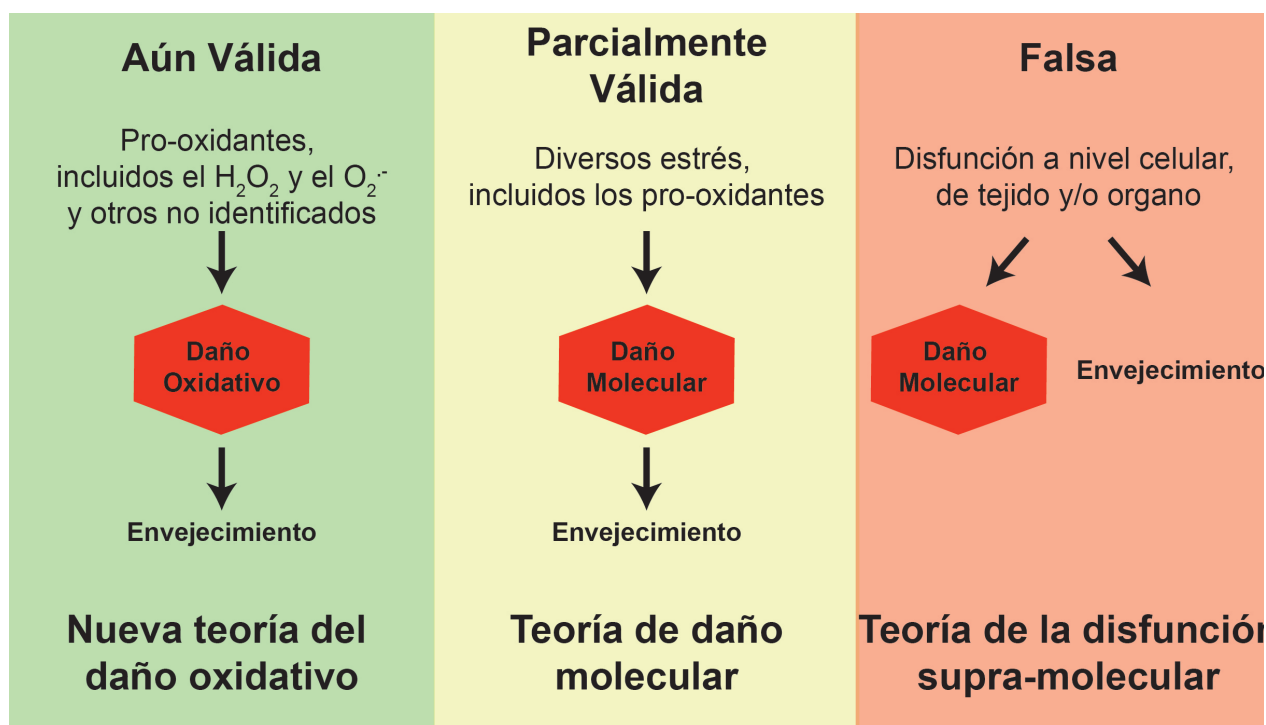 Aún Válida
Pro-oxidantes,
incluidos el H₂O₂ y el O₂·-
y otros no identificados
Daño
Oxidativo
Envejecimiento
Nueva teoría del
daño oxidativo
Parcialmente
Válida
Diversos estrés,
incluidos los pro-oxidantes
Daño
Molecular
Envejecimiento
Teoría de daño
molecular
Falsa
Disfunción a nivel celular,
de tejido y/o organo
Daño
Molecular
Envejecimiento
Teoría de la disfunción
supra-molecular